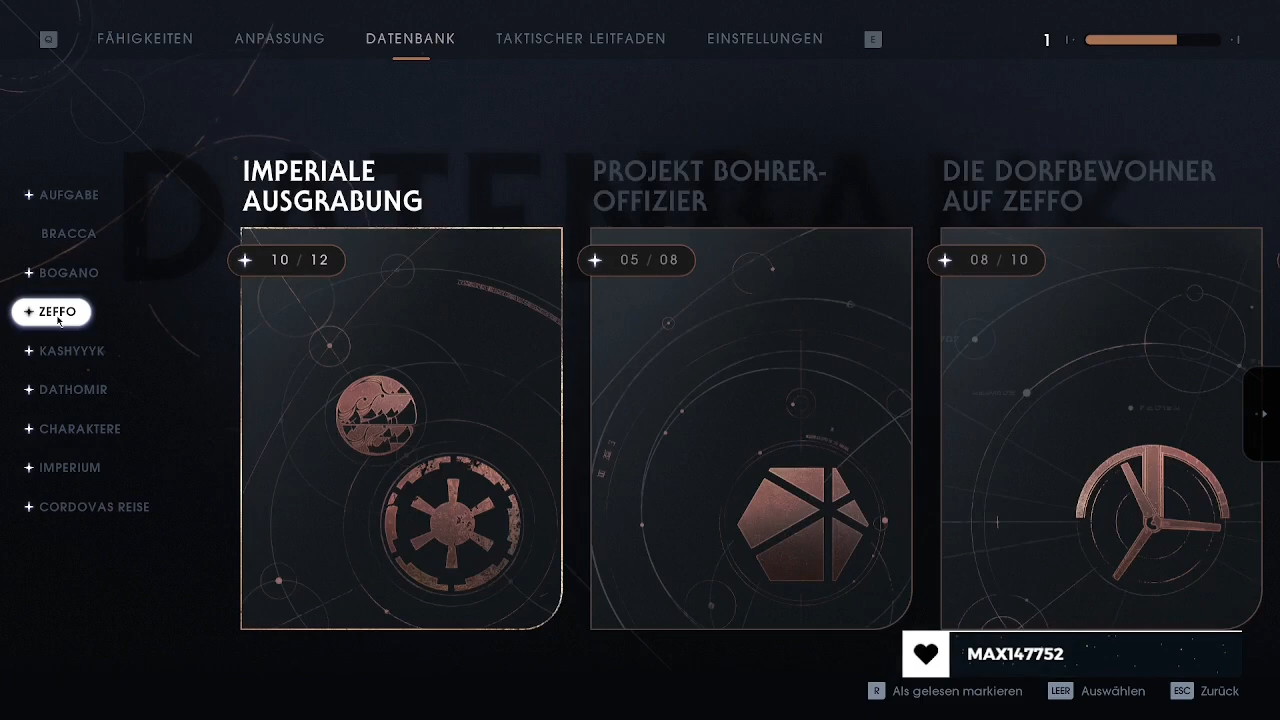 Q FÄHIGKEITEN ANPASSUNG DATENBANK TAKTISCHER LEITFADEN EINSTELLUNGEN E 1
DATENBANK
AUFGABE
BRACCA
BOGANO
ZEFFO
KASHYYYK
DATHOMIR
CHARAKTERE
IMPERIUM
CORDOVAS REISE
IMPERIALE
AUSGRABUNG
10 / 12
PROJEKT BOHRER-
OFFIZIER
05 / 08
DIE DORFBEWOHNER
AUF ZEFFO
08 / 10
MAX147752
R Als gelesen markieren LEER Auswählen ESC Zurück